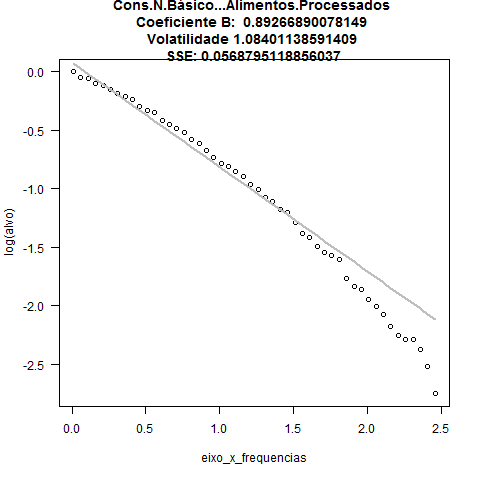 Cons.N.Básico...Alimentos.Processados
Coeficiente B:  0.89266890078149
Volatilidade 1.08401138591409
SSE: 0.0568795118856037
0.0
-0.5
-1.0
-1.5
-2.0
-2.5
log(alvo)
0.0 0.5 1.0 1.5 2.0 2.5
eixo_x_frequencias